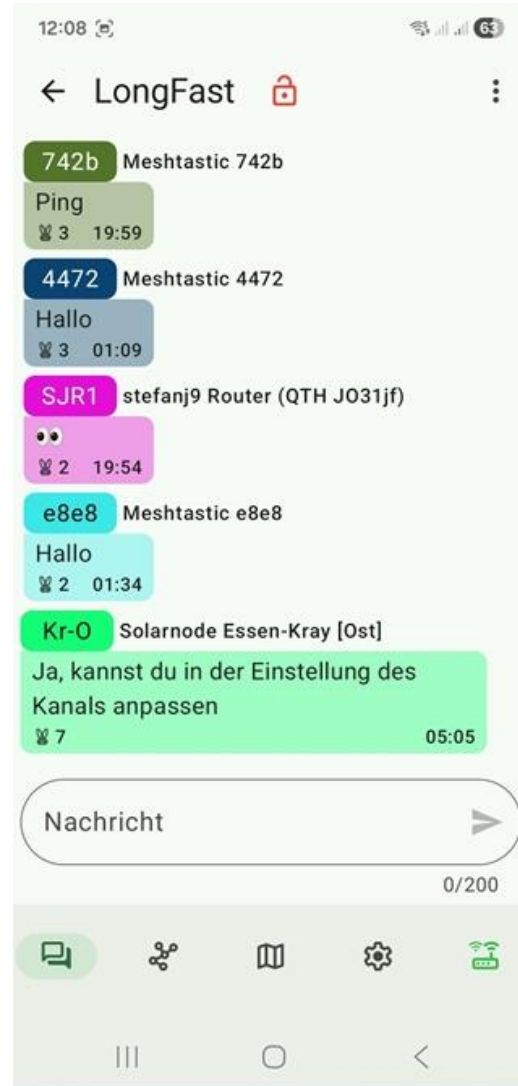 12:08
63
LongFast
742b Meshtastic 742b
Ping
3 19:59
4472 Meshtastic 4472
Hallo
3 01:09
SJR1 stefanj9 Router (QTH JO31jf)
👀
2 19:54
e8e8 Meshtastic e8e8
Hallo
2 01:34
Kr-O Solarnode Essen-Kray [Ost]
Ja, kannst du in der Einstellung des
Kanals anpassen
7 05:05
Nachricht
0/200